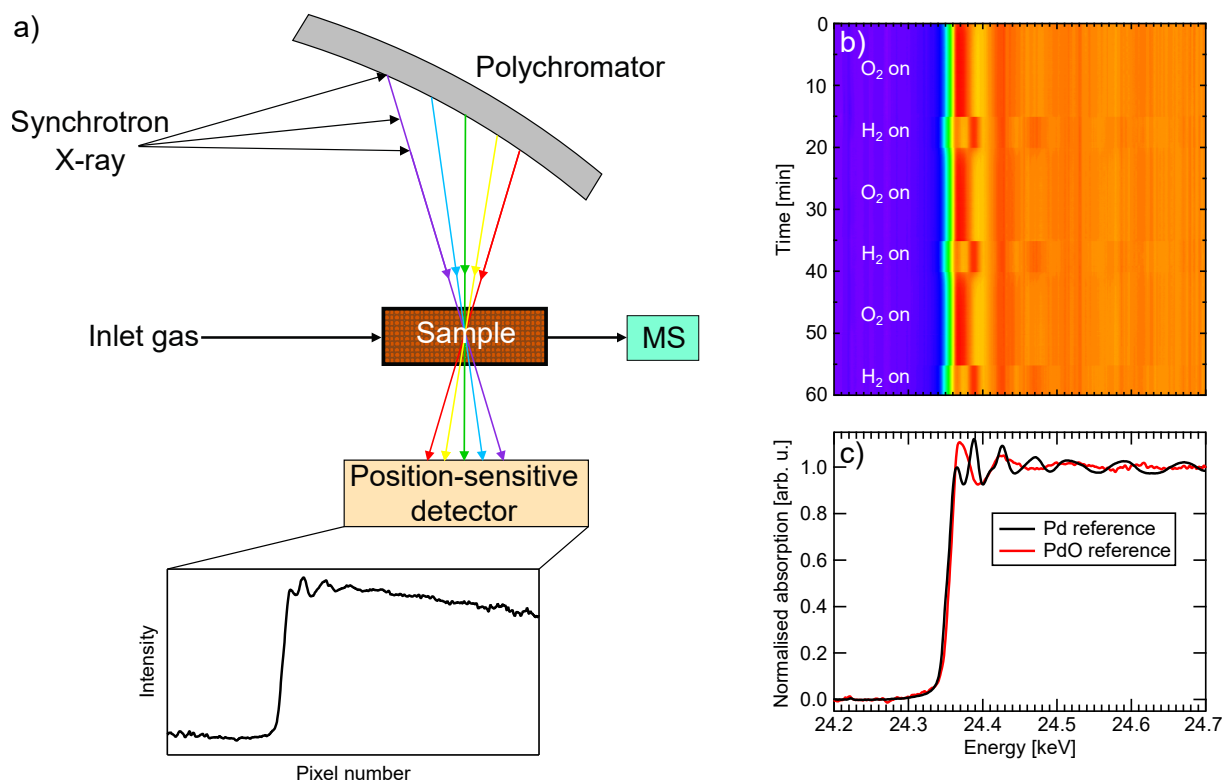 a)
Polychromator
Synchrotron
X-ray
Inlet gas
Sample
MS
Position-sensitive
detector
Intensity
Pixel number
b)
0
10
20
30
40
50
60
Time [min]
O₂ on
H₂ on
O₂ on
H₂ on
O₂ on
H₂ on
c)
1.0
0.8
0.6
0.4
0.2
0.0
Normalised absorption [arb. u.]
Pd reference
PdO reference
24.2 24.3 24.4 24.5 24.6 24.7
Energy [keV]